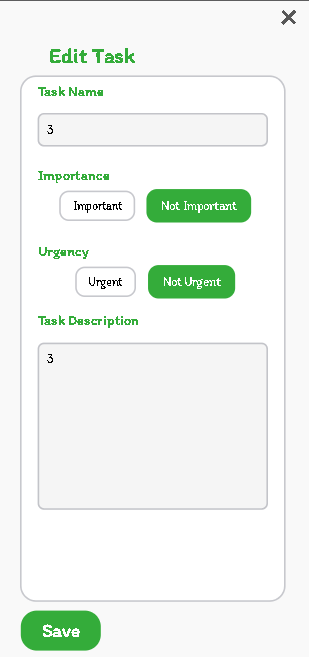 Edit Task
Task Name
3
Importance
Important Not Important
Urgency
Urgent Not Urgent
Task Description
3
Save